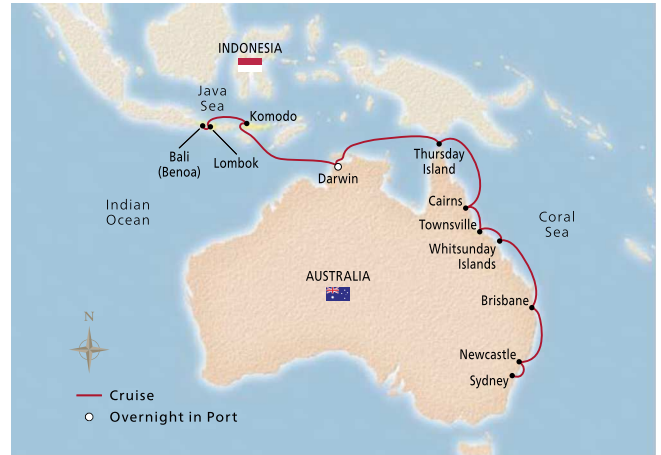 INDONESIA
Java
Sea
Komodo
Bali
(Benoa)
Lombok
Darwin
Thursday
Island
Indian
Ocean
Cairns
Townsville
Whitsunday
Islands
Coral
Sea
AUSTRALIA
Brisbane
N
Newcastle
Sydney
Cruise
Overnight in Port